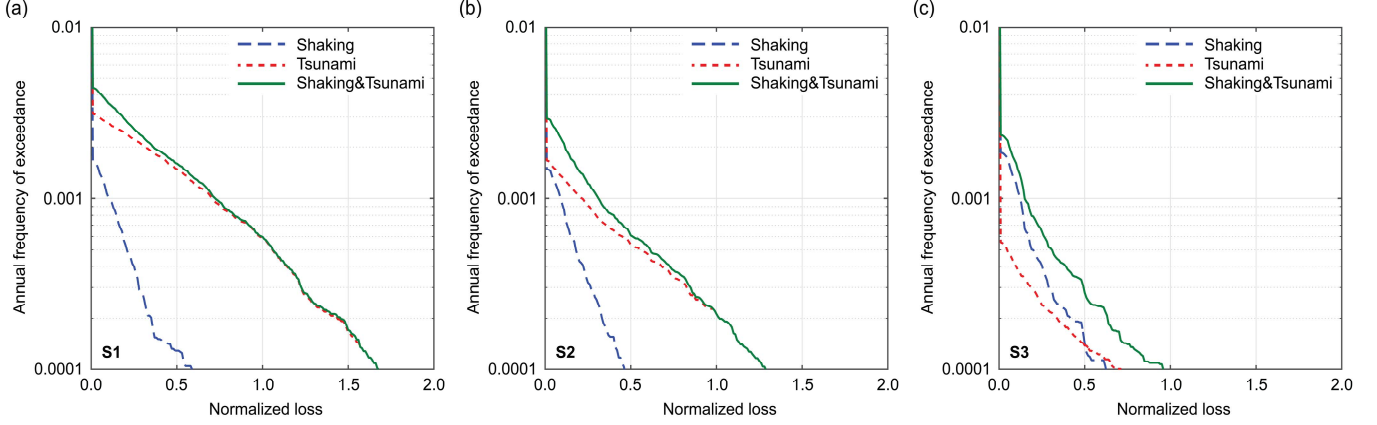 (a)
0.01
0.001
0.0001
Annual frequency of exceedance
Shaking
Tsunami
Shaking&Tsunami
S1
0.0 0.5 1.0 1.5 2.0
Normalized loss
(b)
0.01
0.001
0.0001
Annual frequency of exceedance
Shaking
Tsunami
Shaking&Tsunami
S2
0.0 0.5 1.0 1.5 2.0
Normalized loss
(c)
0.01
0.001
0.0001
Annual frequency of exceedance
Shaking
Tsunami
Shaking&Tsunami
S3
0.0 0.5 1.0 1.5 2.0
Normalized loss